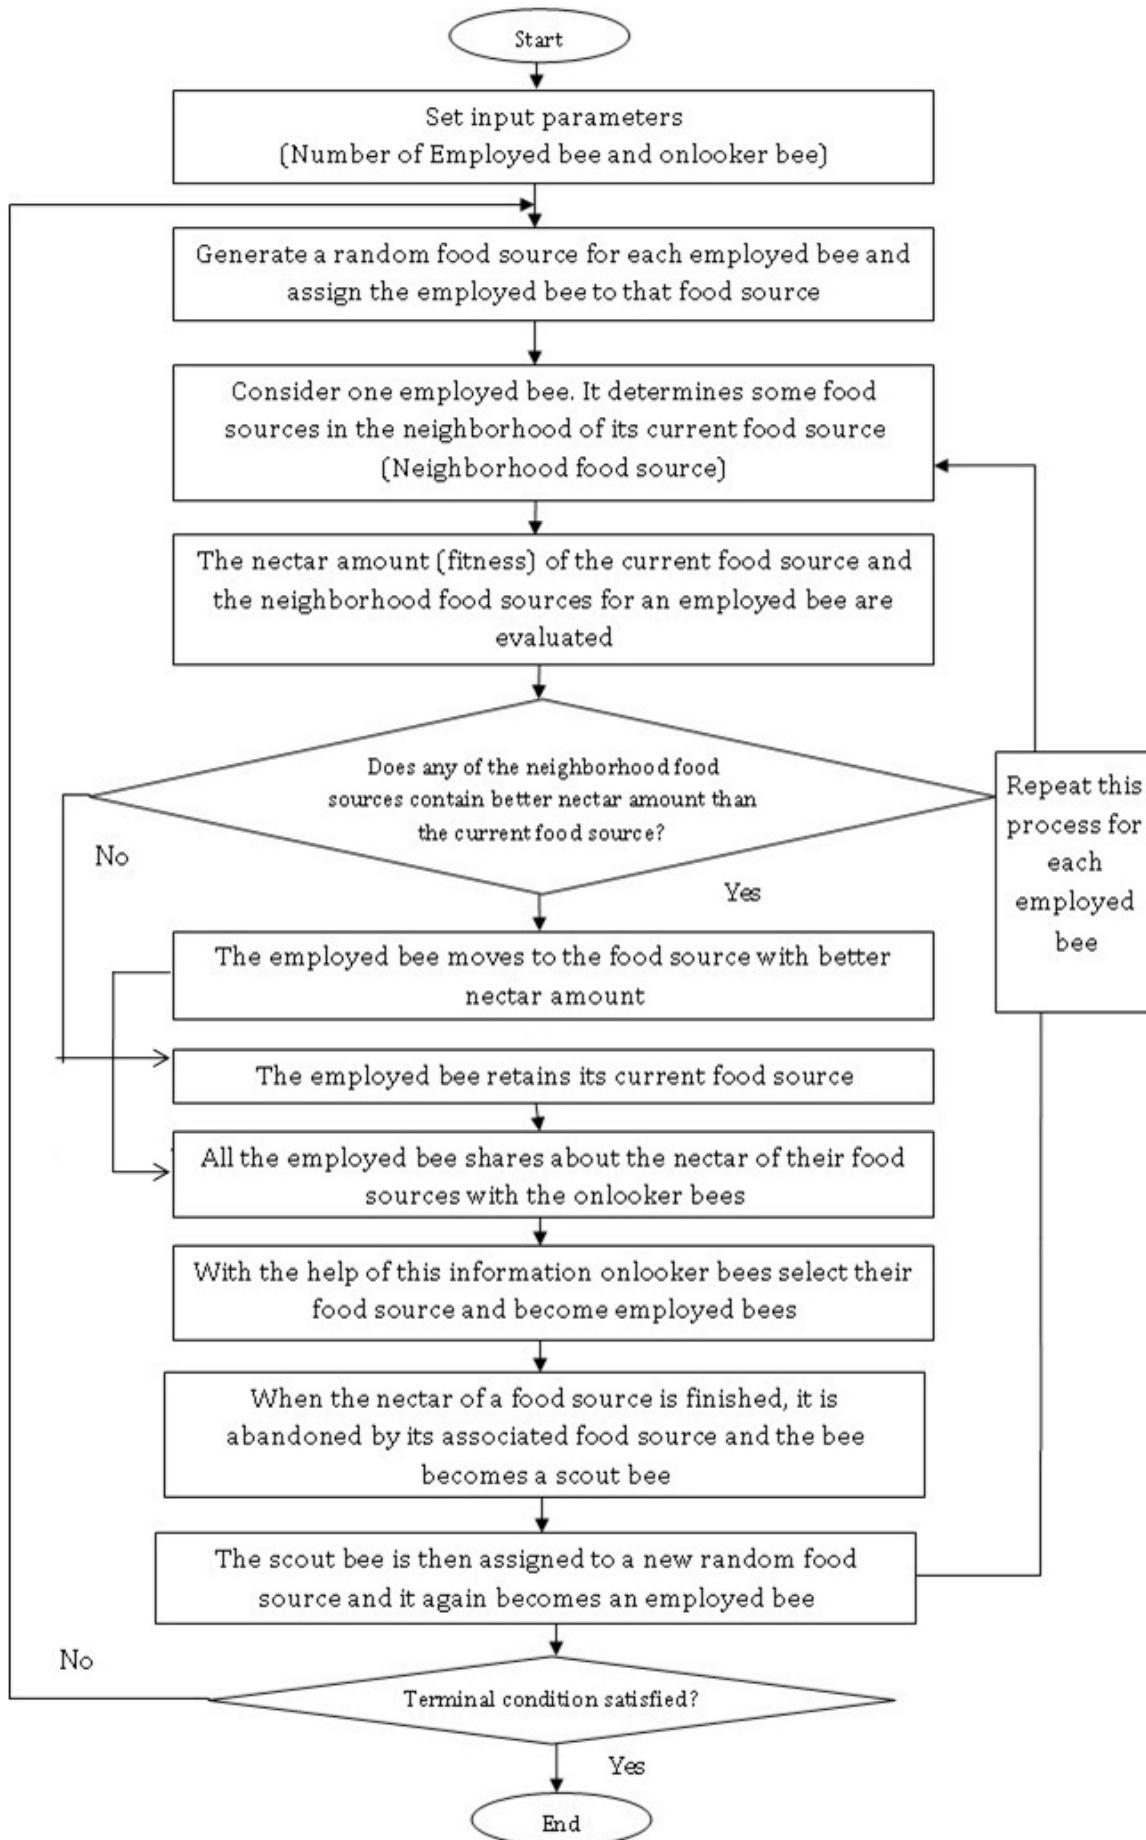 Start
Set input parameters
(Number of Employed bee and onlooker bee)
Generate a random food source for each employed bee and
assign the employed bee to that food source
Consider one employed bee. It determines some food
sources in the neighborhood of its current food source
(Neighborhood food source)
The nectar amount (fitness) of the current food source and
the neighborhood food sources for an employed bee are
evaluated
Does any of the neighborhood food
sources contain better nectar amount than
the current food source?
No
Yes
Repeat this
process for
each
employed
bee
The employed bee moves to the food source with better
nectar amount
The employed bee retains its current food source
All the employed bee shares about the nectar of their food
sources with the onlooker bees
With the help of this information onlooker bees select their
food source and become employed bees
When the nectar of a food source is finished, it is
abandoned by its associated food source and the bee
becomes a scout bee
The scout bee is then assigned to a new random food
source and it again becomes an employed bee
No
Terminal condition satisfied?
Yes
End